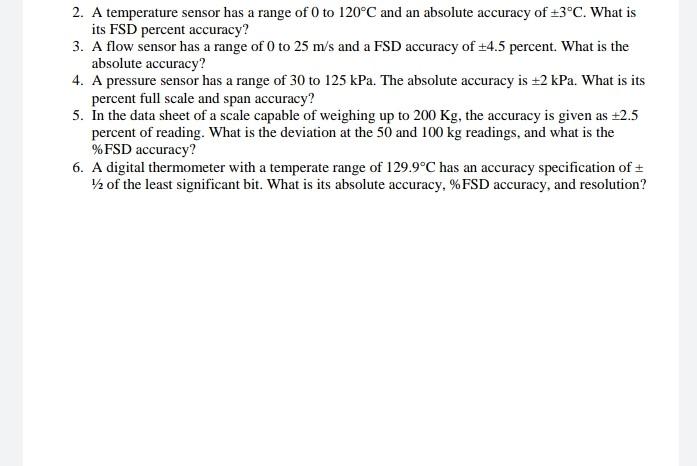 2. A temperature sensor has a range of 0 to 120°C and an absolute accuracy of ±3°C. What is
its FSD percent accuracy?
3. A flow sensor has a range of 0 to 25 m/s and a FSD accuracy of ±4.5 percent. What is the
absolute accuracy?
4. A pressure sensor has a range of 30 to 125 kPa. The absolute accuracy is ±2 kPa. What is its
percent full scale and span accuracy?
5. In the data sheet of a scale capable of weighing up to 200 Kg, the accuracy is given as ±2.5
percent of reading. What is the deviation at the 50 and 100 kg readings, and what is the
%FSD accuracy?
6. A digital thermometer with a temperate range of 129.9°C has an accuracy specification of ±
½ of the least significant bit. What is its absolute accuracy, %FSD accuracy, and resolution?